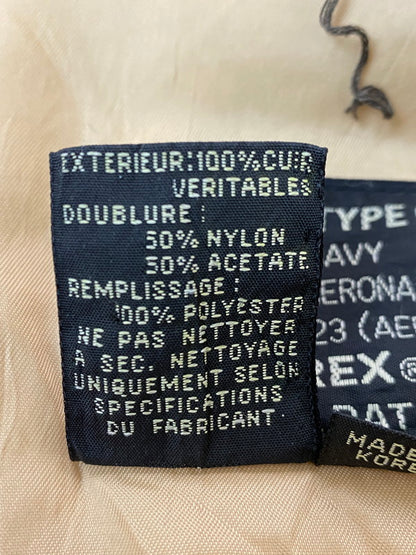 EXTERIEUR:100% CUIR
VERITABLES
DOUBLURE:
50% NYLON
50% ACETATE
REMPLISSAGE:
100% POLYESTER
NE PAS NETTOYER
A SEC. NETTOYAGE
UNIQUEMENT SELON
SPECIFICATIONS
DU FABRICANT
TYPE
AVY
ERONA
23 (AE
REX®
DAT
MADE
KORE